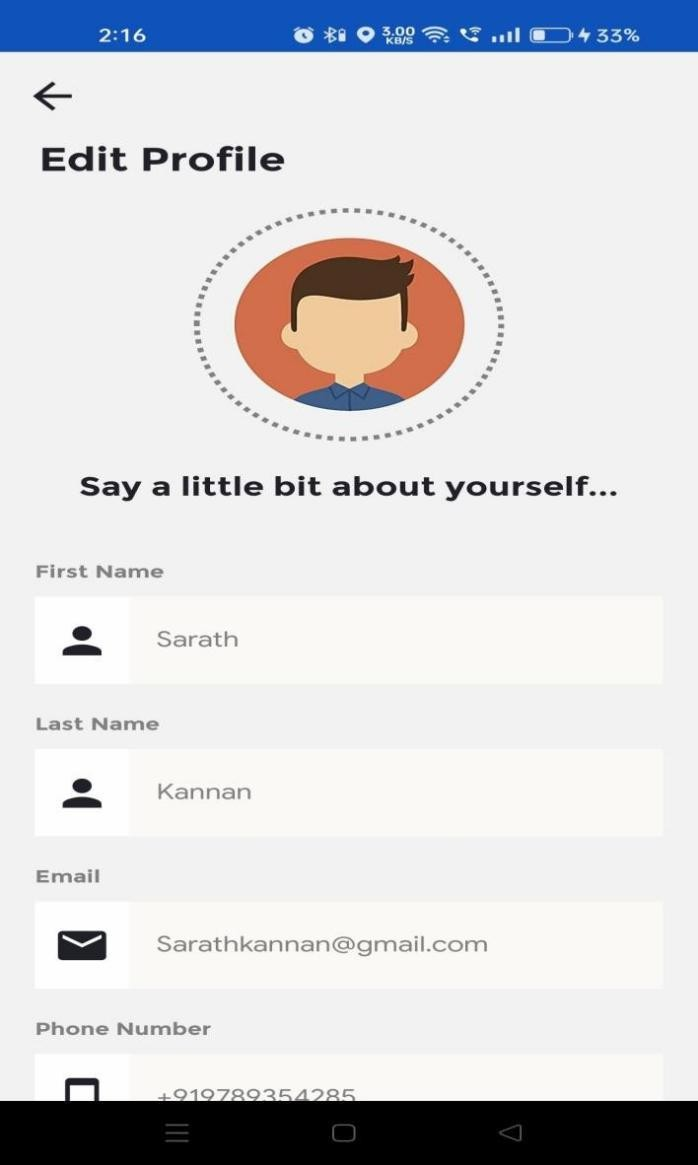 2:16 3.00 KB/S 33%
Edit Profile
Say a little bit about yourself...
First Name
Sarath
Last Name
Kannan
Email
Sarathkannan@gmail.com
Phone Number
+919789354285